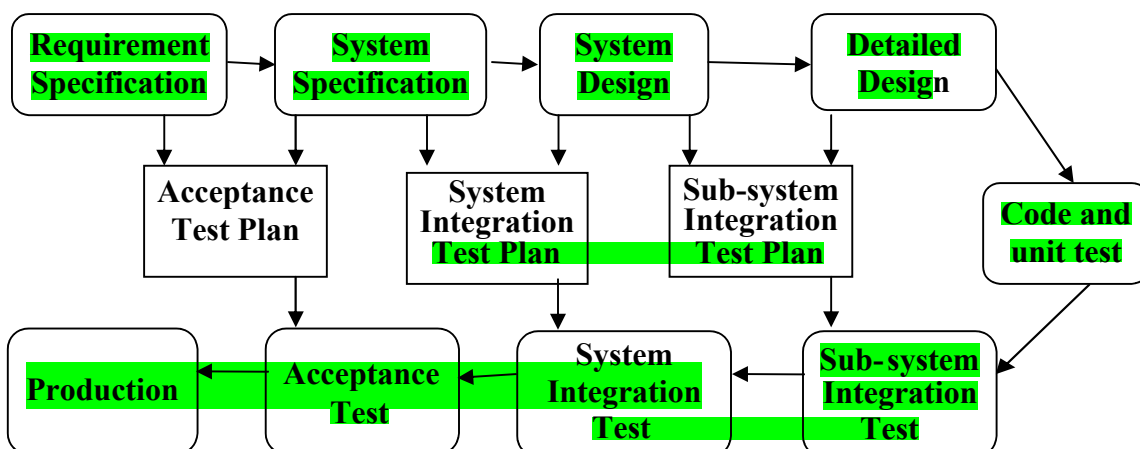 Requirement
Specification
System
Specification
System
Design
Detailed
Design
Acceptance
Test Plan
System
Integration
Test Plan
Sub-system
Integration
Test Plan
Code and
unit test
Production
Acceptance
Test
System
Integration
Test
Sub-system
Integration
Test